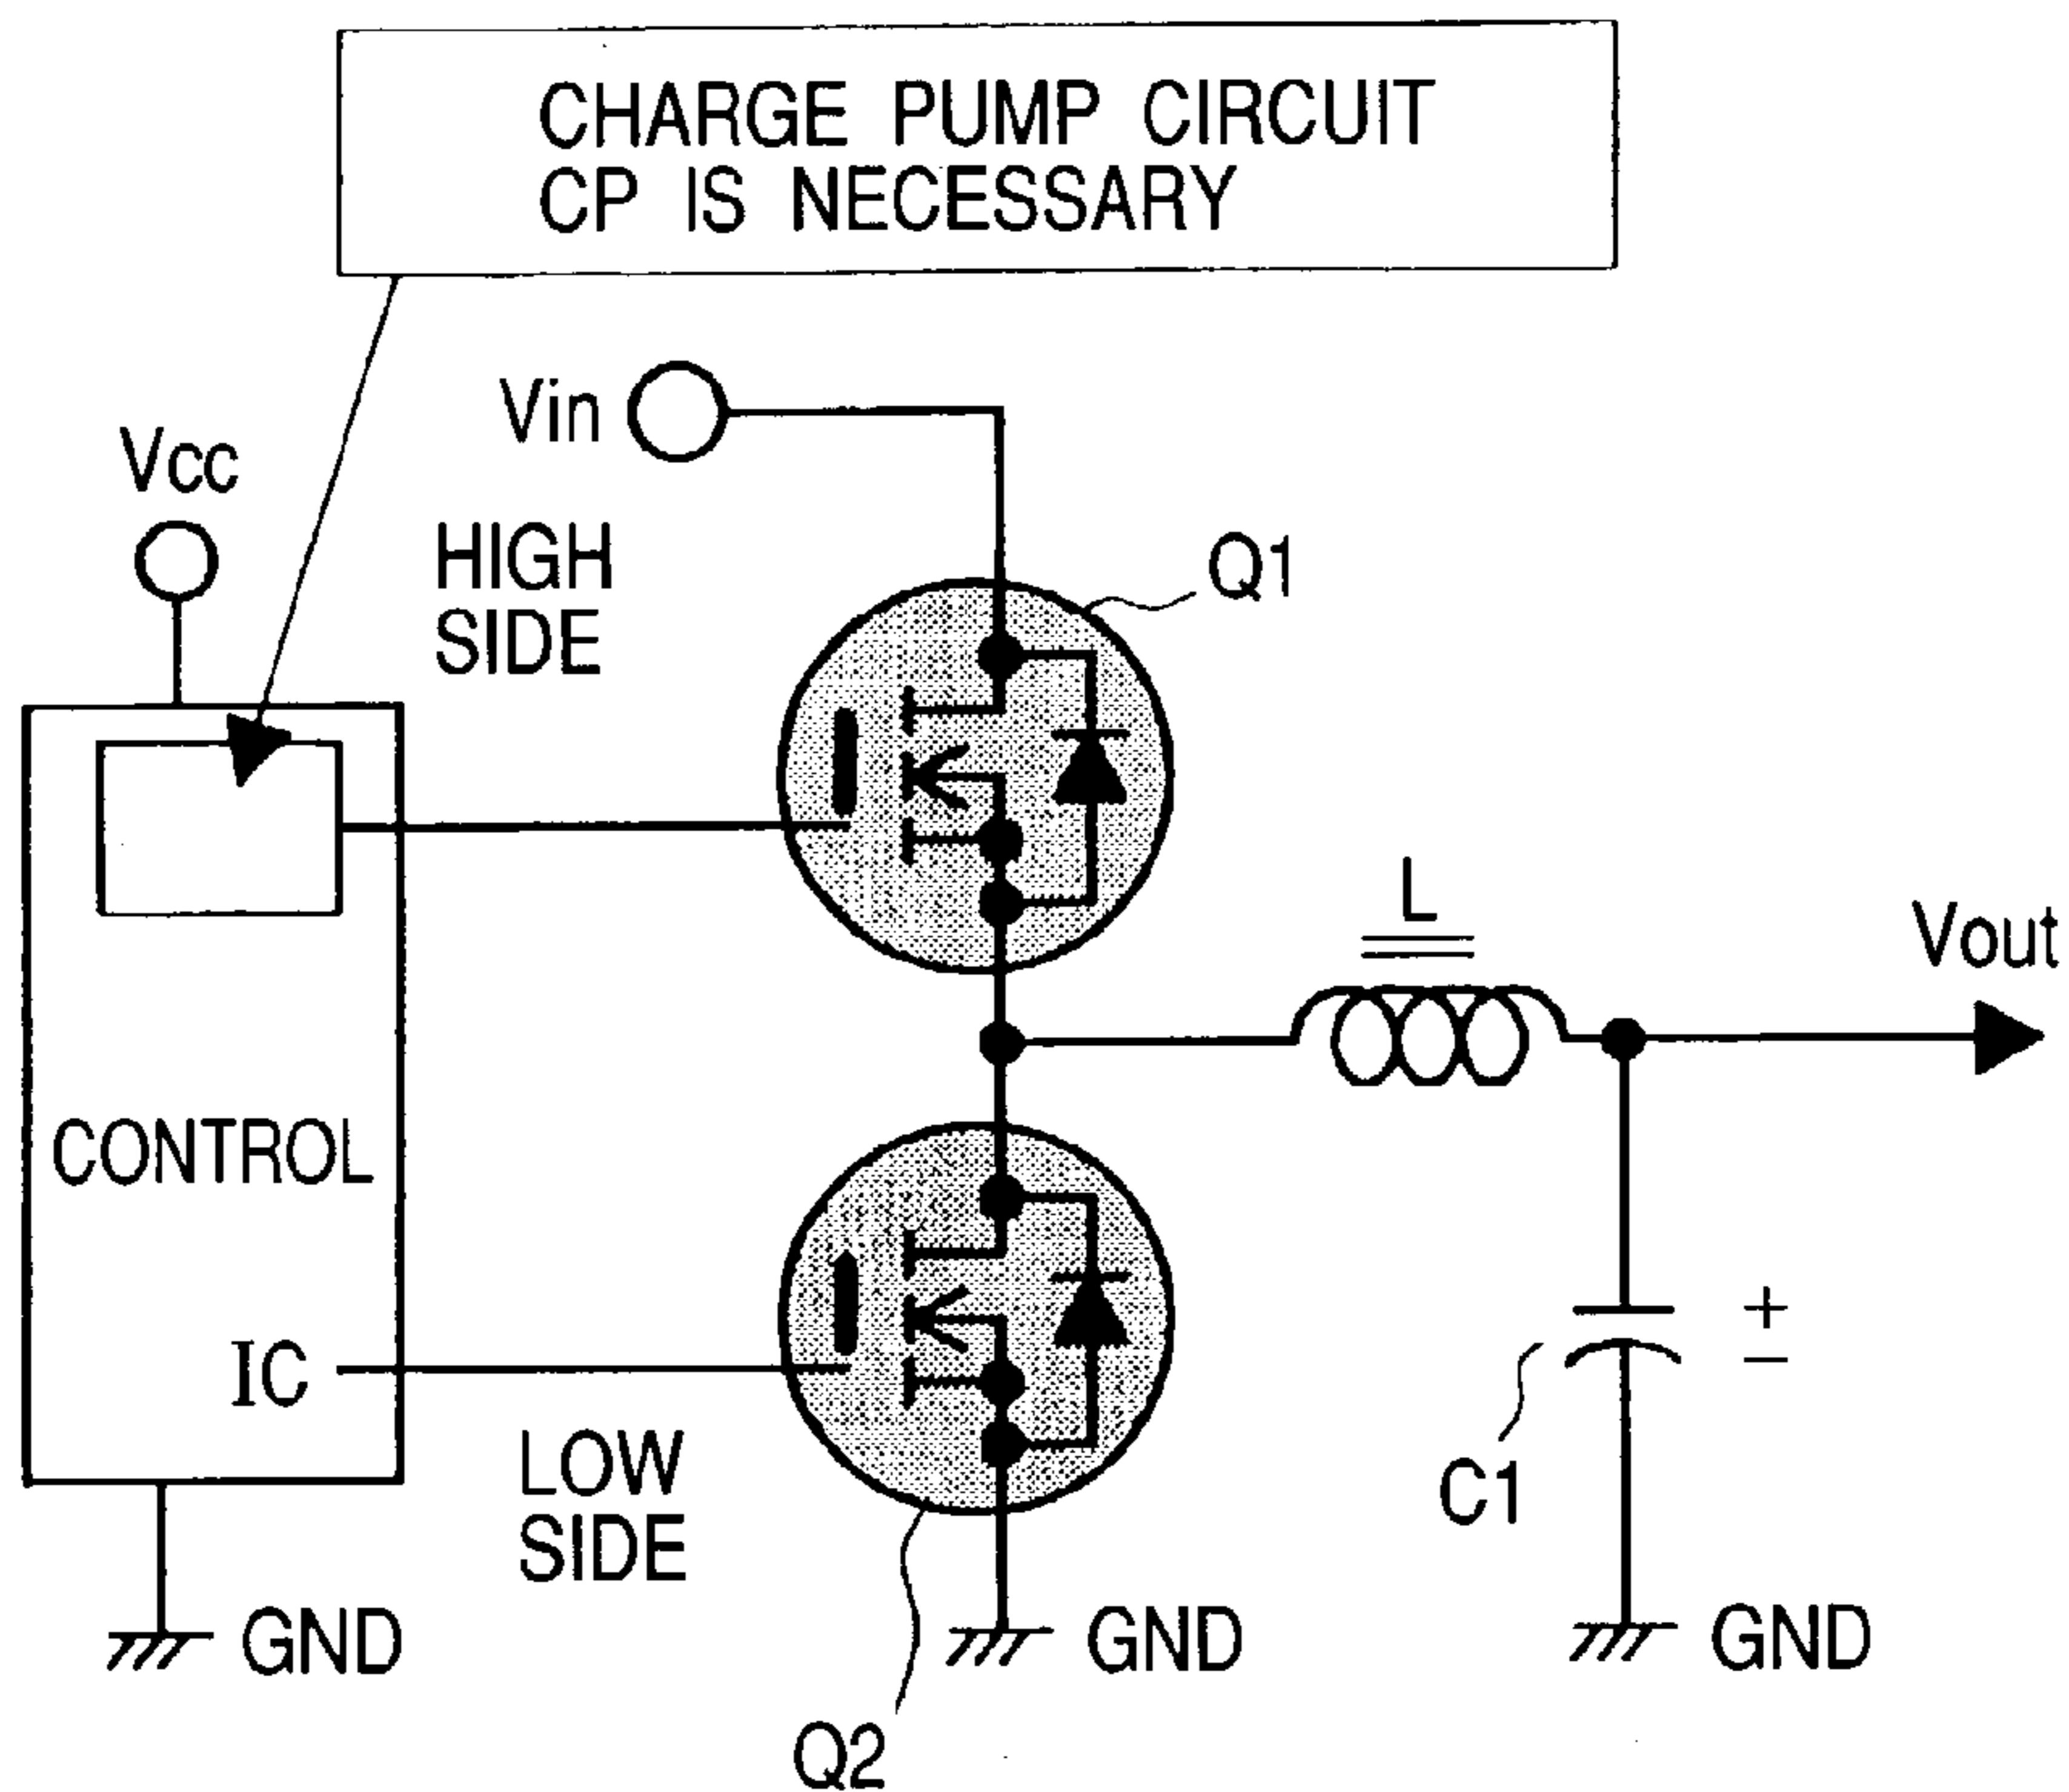 CHARGE PUMP CIRCUIT
CP IS NECESSARY
Vin
Vcc
HIGH
SIDE
Q1
L
Vout
CONTROL
IC
+
−
LOW
SIDE
C1
GND
GND
GND
Q2